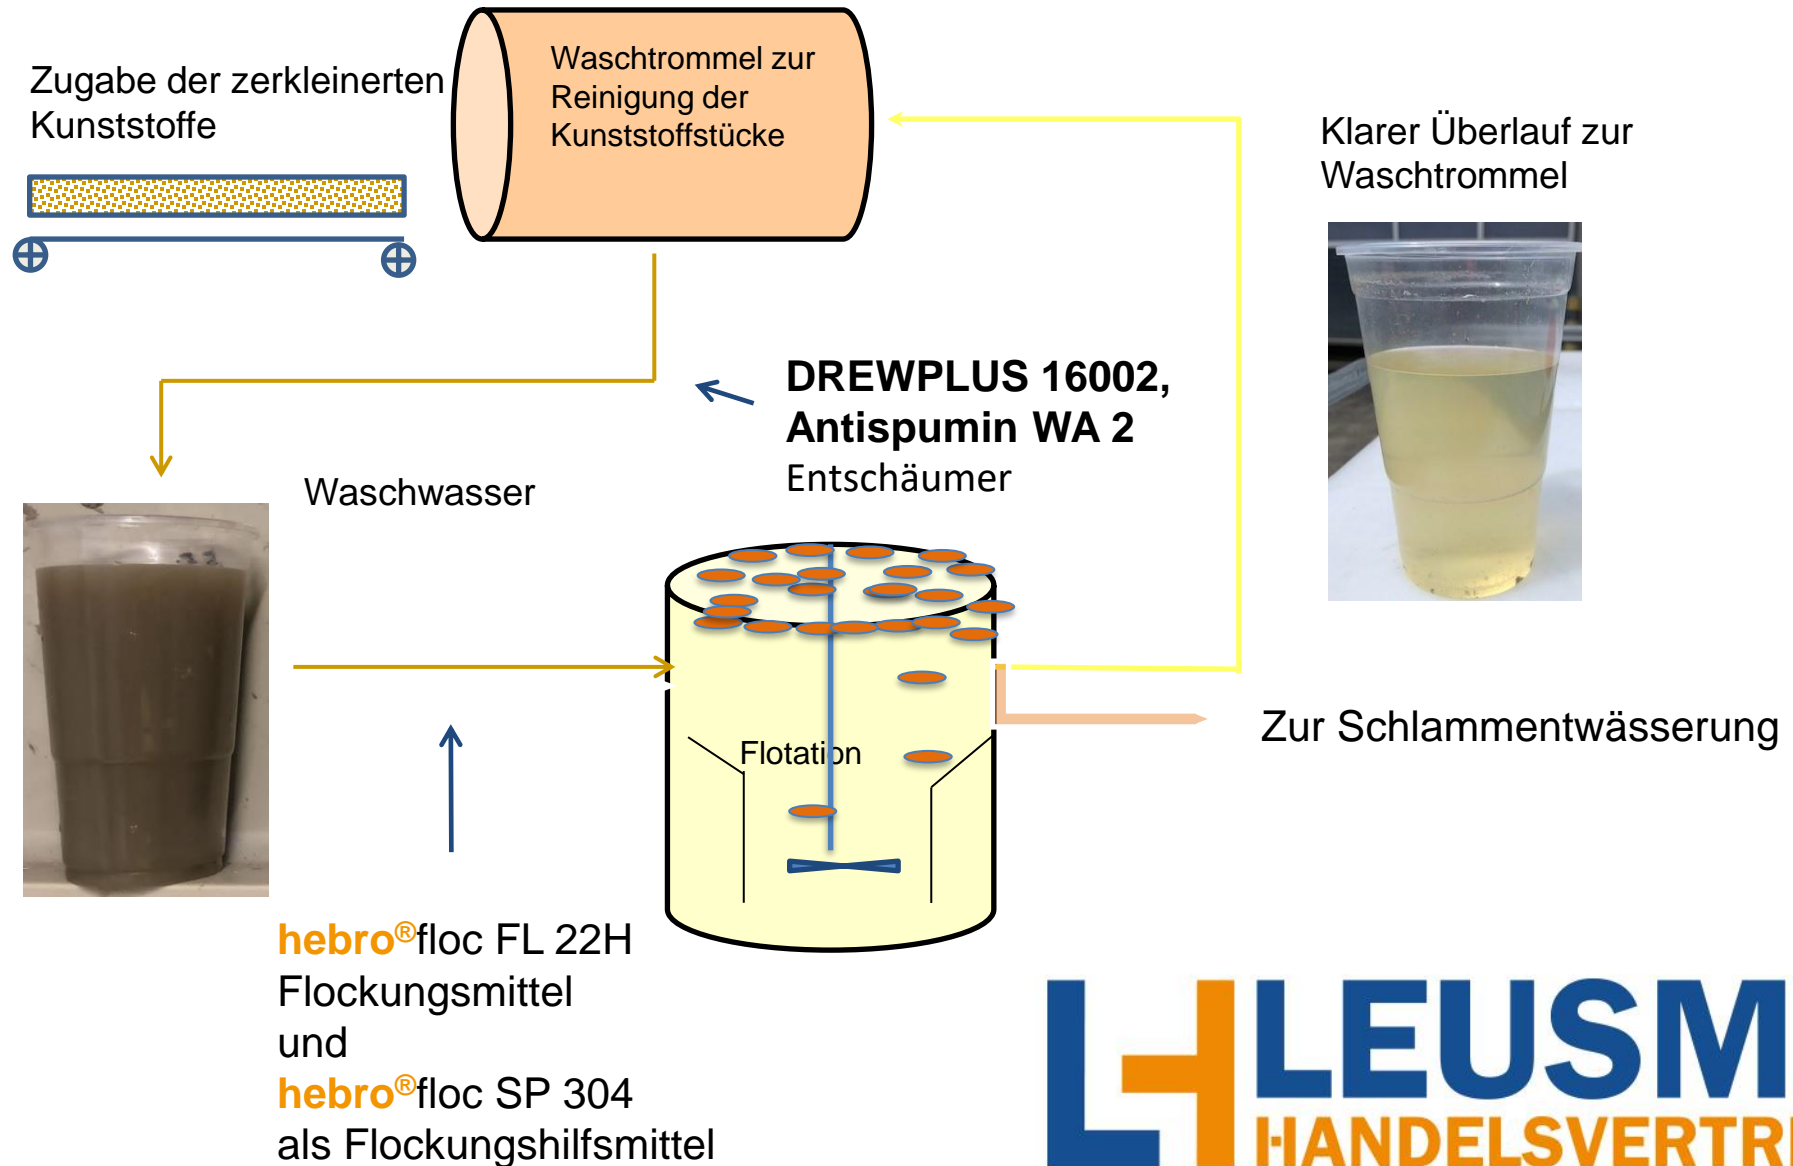 Zugabe der zerkleinerten
Kunststoffe
Waschtrommel zur
Reinigung der
Kunststoffstücke
Klarer Überlauf zur
Waschtrommel
DREWPLUS 16002,
Antispumin WA 2
Entschäumer
Waschwasser
Flotation
Zur Schlammentwässerung
hebro®floc FL 22H
Flockungsmittel
und
hebro®floc SP 304
als Flockungshilfsmittel
LH LEUSM
HANDELSVERTR